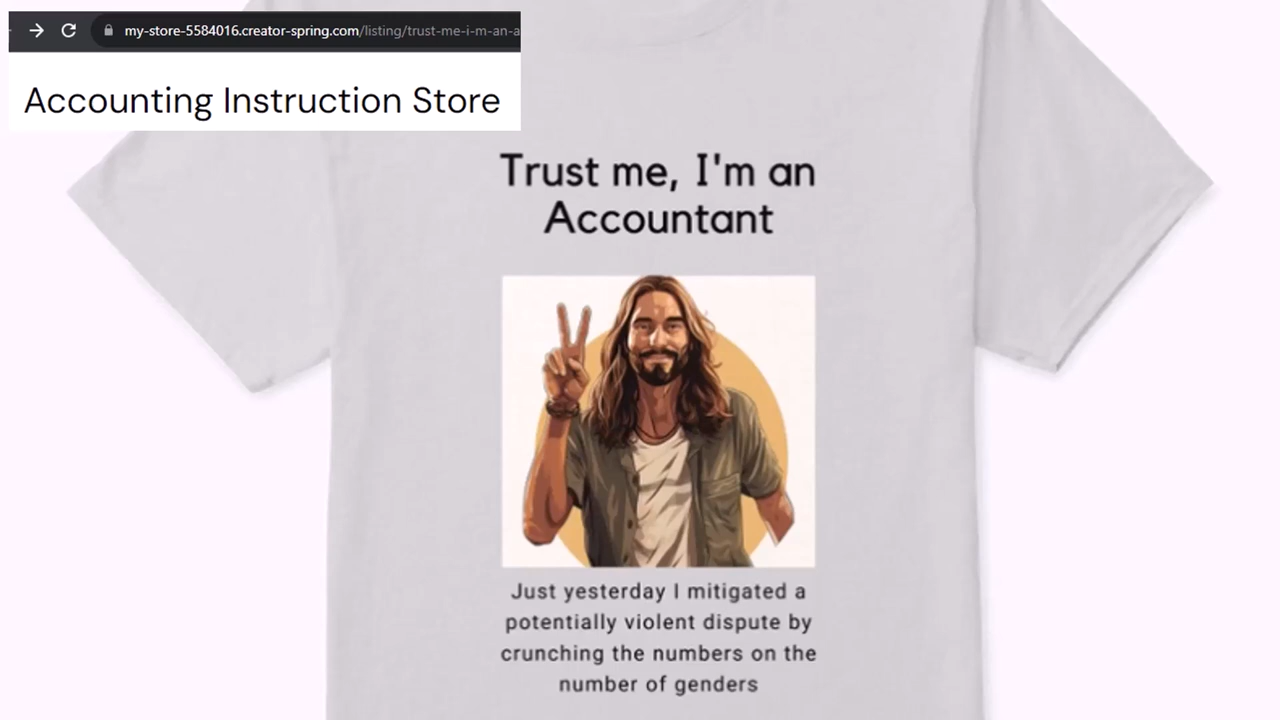 my-store-5584016.creator-spring.com/listing/trust-me-i-m-an-a
Accounting Instruction Store
Trust me, I'm an
Accountant
Just yesterday I mitigated a
potentially violent dispute by
crunching the numbers on the
number of genders